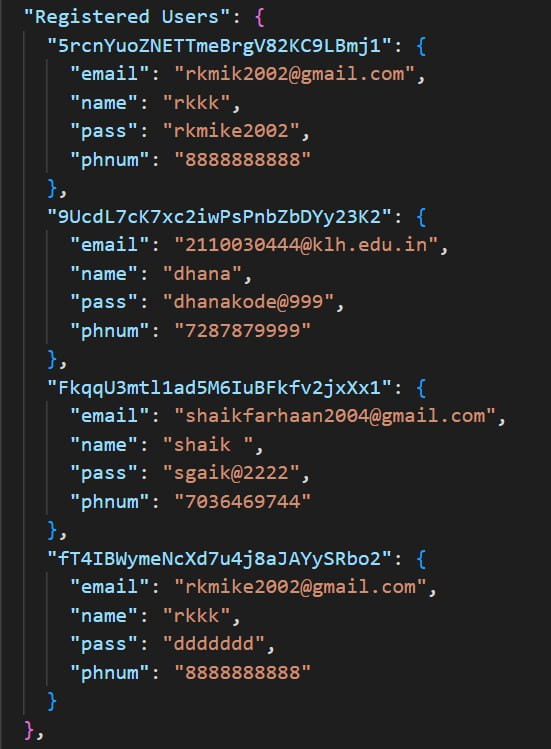 "Registered Users": {
"5rcnYuoZNETTmeBrgV82KC9LBmj1": {
"email": "rkmik2002@gmail.com",
"name": "rkkk",
"pass": "rkmike2002",
"phnum": "8888888888"
},
"9UcdL7cK7xc2iwPsPnbZbDYy23K2": {
"email": "2110030444@klh.edu.in",
"name": "dhana",
"pass": "dhanakode@999",
"phnum": "7287879999"
},
"FkqqU3mtl1ad5M6IuBFkfv2jxXx1": {
"email": "shaikfarhaan2004@gmail.com",
"name": "shaik ",
"pass": "sgaik@2222",
"phnum": "7036469744"
},
"fT4IBWymeNcXd7u4j8aJAYySRbo2": {
"email": "rkmike2002@gmail.com",
"name": "rkkk",
"pass": "ddddddd",
"phnum": "8888888888"
}
},